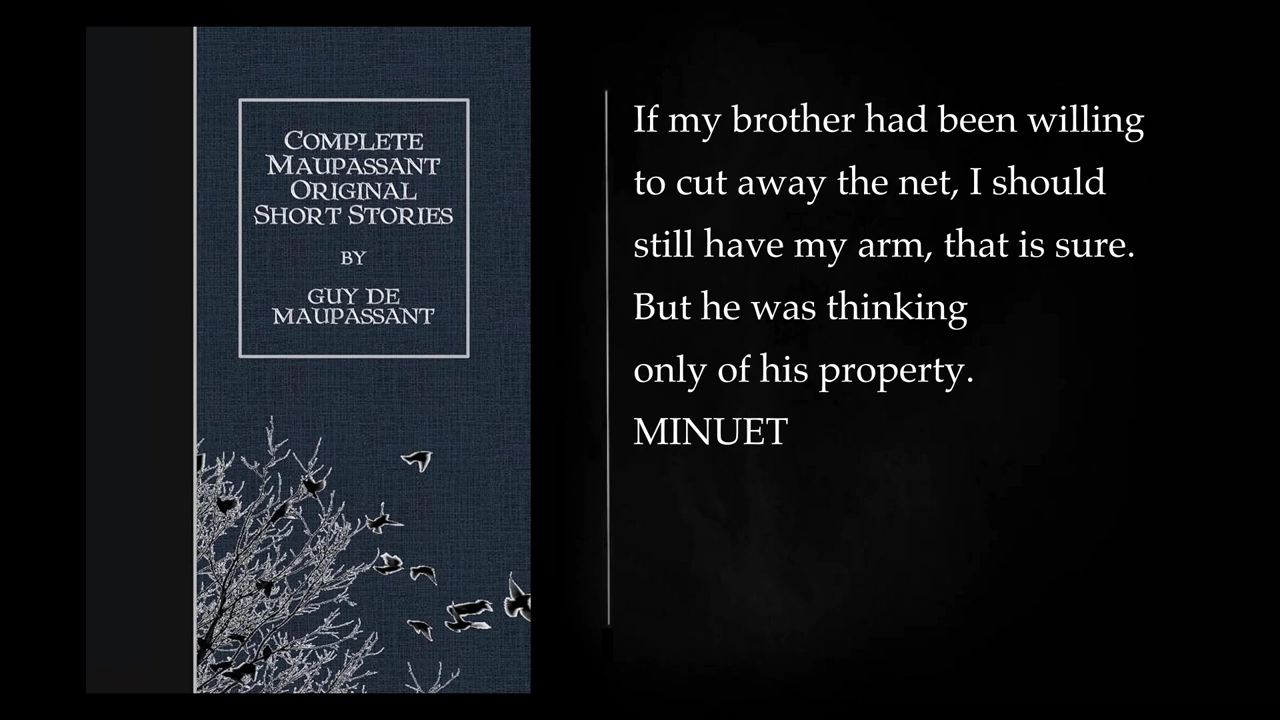 COMPLETE
MAUPASSANT
ORIGINAL
SHORT STORIES
BY
GUY DE
MAUPASSANT
If my brother had been willing
to cut away the net, I should
still have my arm, that is sure.
But he was thinking
only of his property.
MINUET